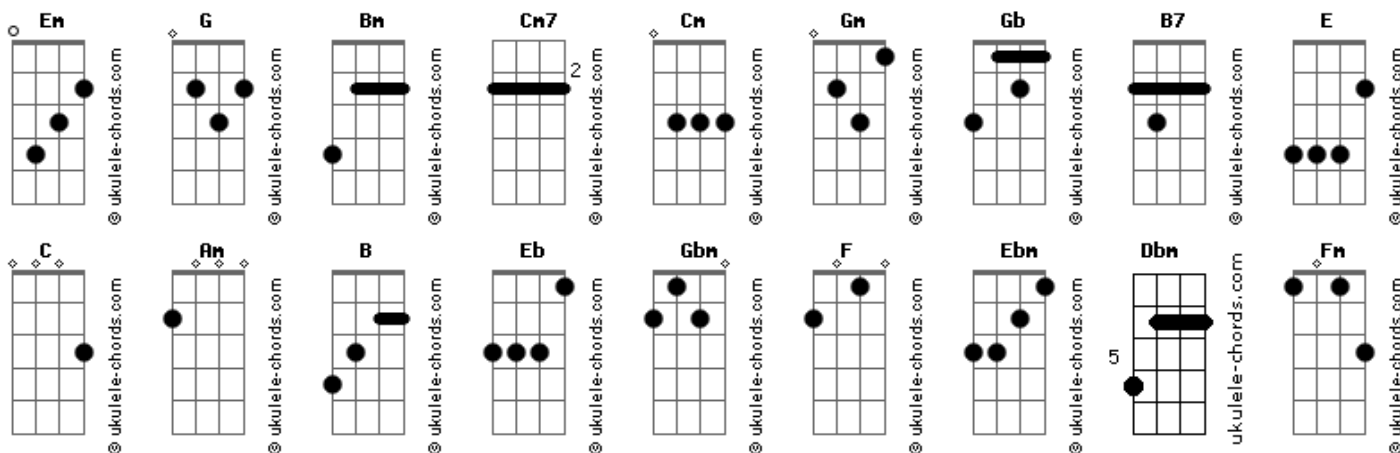 Em G Bm Cm7 Cm Gm Gb B7 E
2
© ukulele-chords.com © ukulele-chords.com © ukulele-chords.com © ukulele-chords.com © ukulele-chords.com © ukulele-chords.com © ukulele-chords.com © ukulele-chords.com © ukulele-chords.com
C Am B Eb Gbm F Ebm Dbm Fm
5
© ukulele-chords.com © ukulele-chords.com © ukulele-chords.com © ukulele-chords.com © ukulele-chords.com © ukulele-chords.com © ukulele-chords.com ukulele-chords.com © ukulele-chords.com